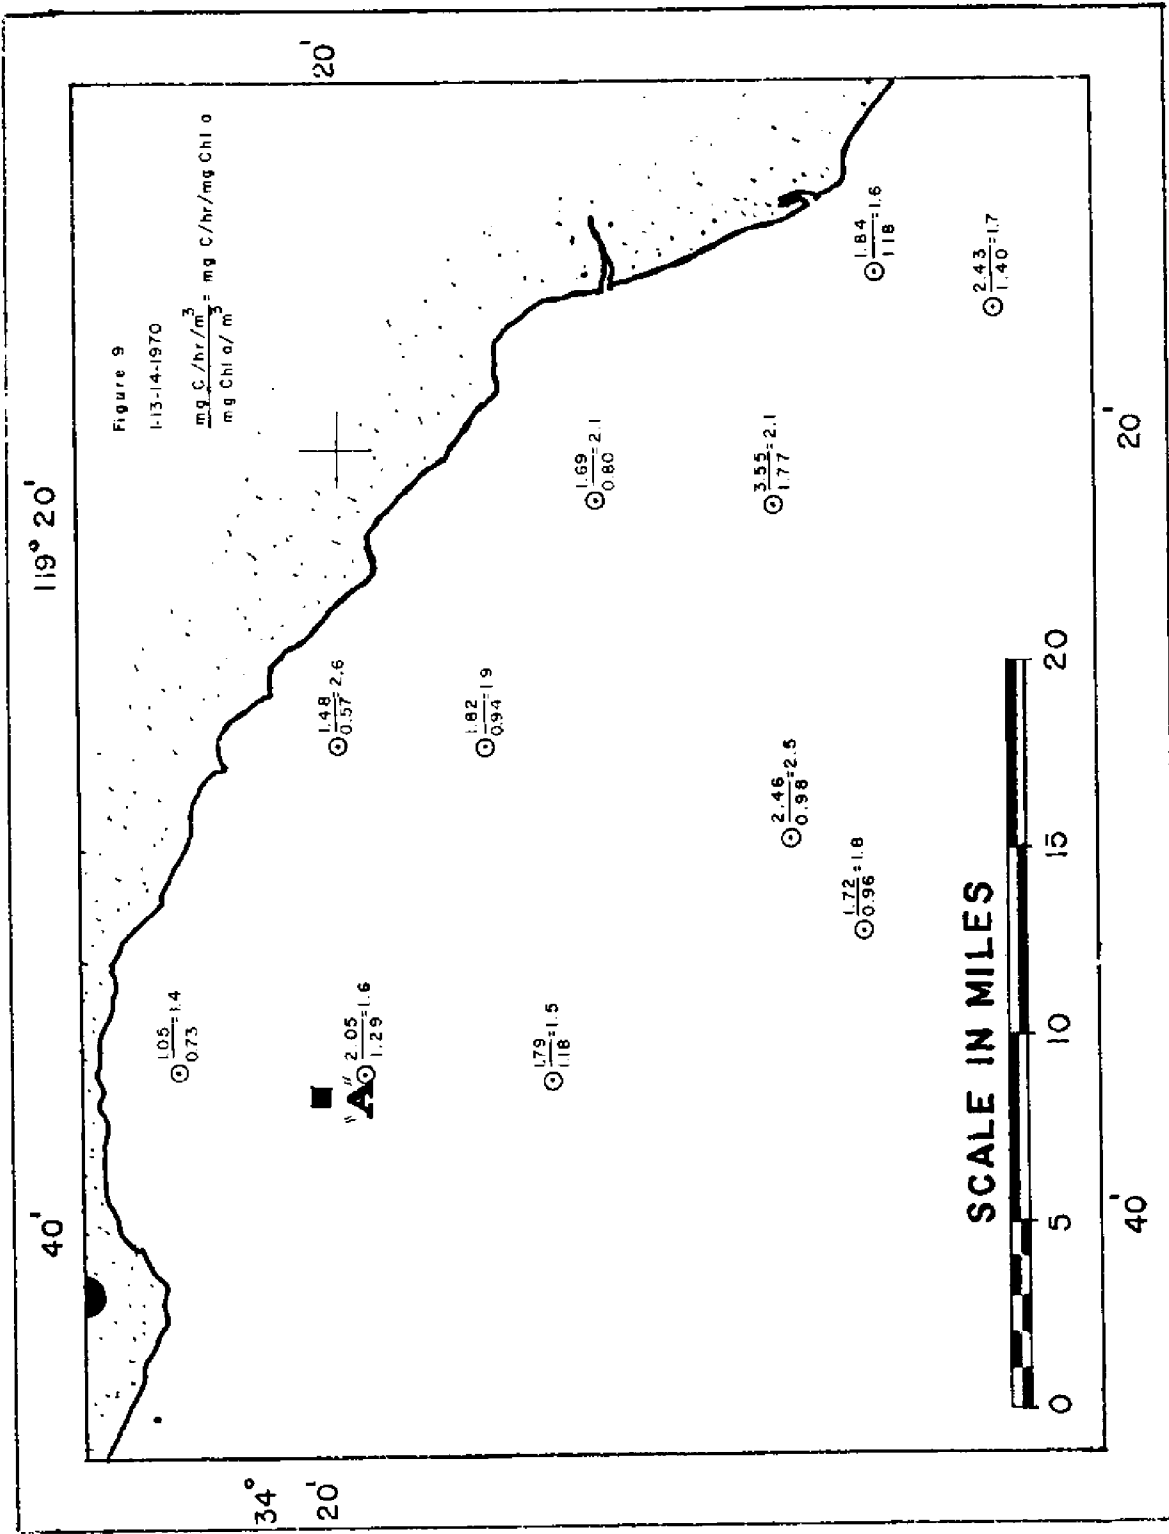 119° 20'
40'
20'
34°
20'
Figure 9
1-13-14-1970
mg C/hr/m³ = mg C/hr/mg Chl a
mg Chl a/m³
1.05 = 1.4
0.73
"A"
2.05 = 1.6
1.29
1.79 = 1.5
1.18
1.48 = 2.6
0.57
1.82 = 1.9
0.94
2.46 = 2.5
0.98
1.72 = 1.8
0.96
1.69 = 2.1
0.80
3.55 = 2.1
1.77
1.84 = 1.6
1.18
2.43 = 1.7
1.40
SCALE IN MILES
0 5 10 15 20
40'
20'